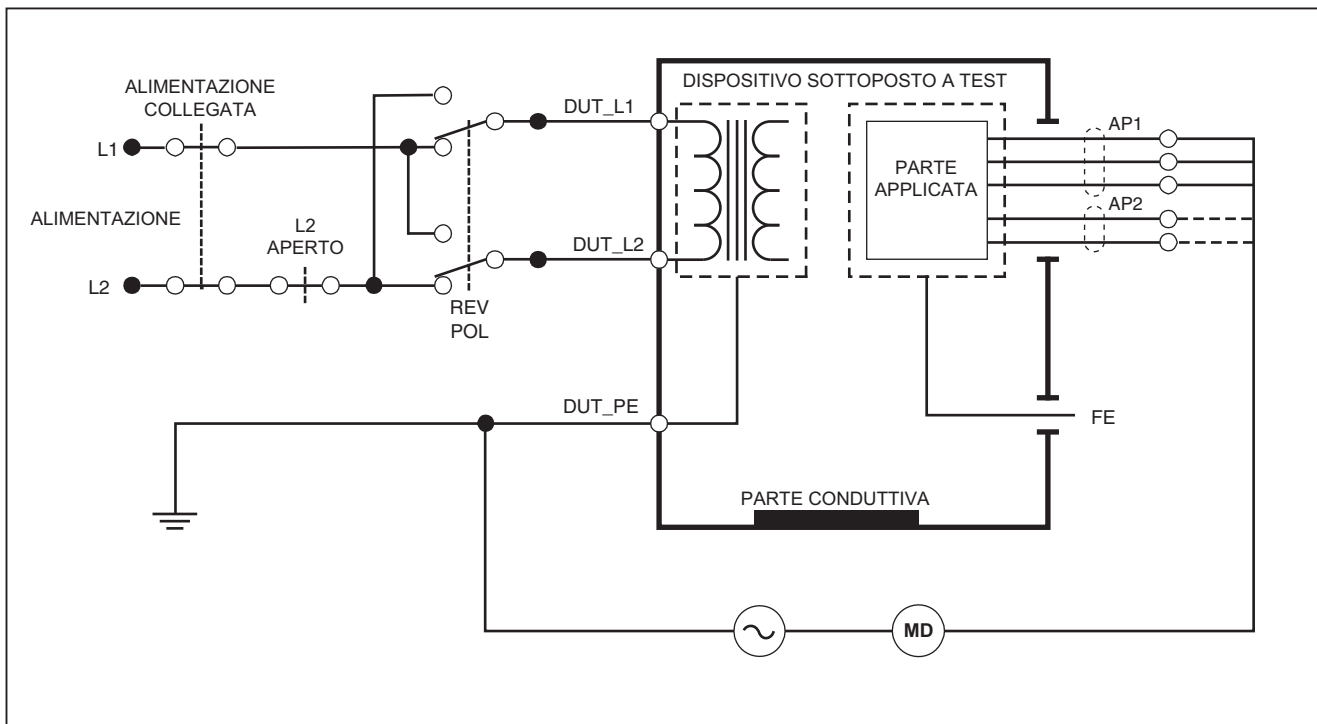 ALIMENTAZIONE
COLLEGATA
DISPOSITIVO SOTTOPOSTO A TEST
DUT_L1
AP1
L1
PARTE
APPLICATA
ALIMENTAZIONE
L2
APERTO
AP2
DUT_L2
L2
REV
POL
DUT_PE
FE
PARTE CONDUTTIVA
MD